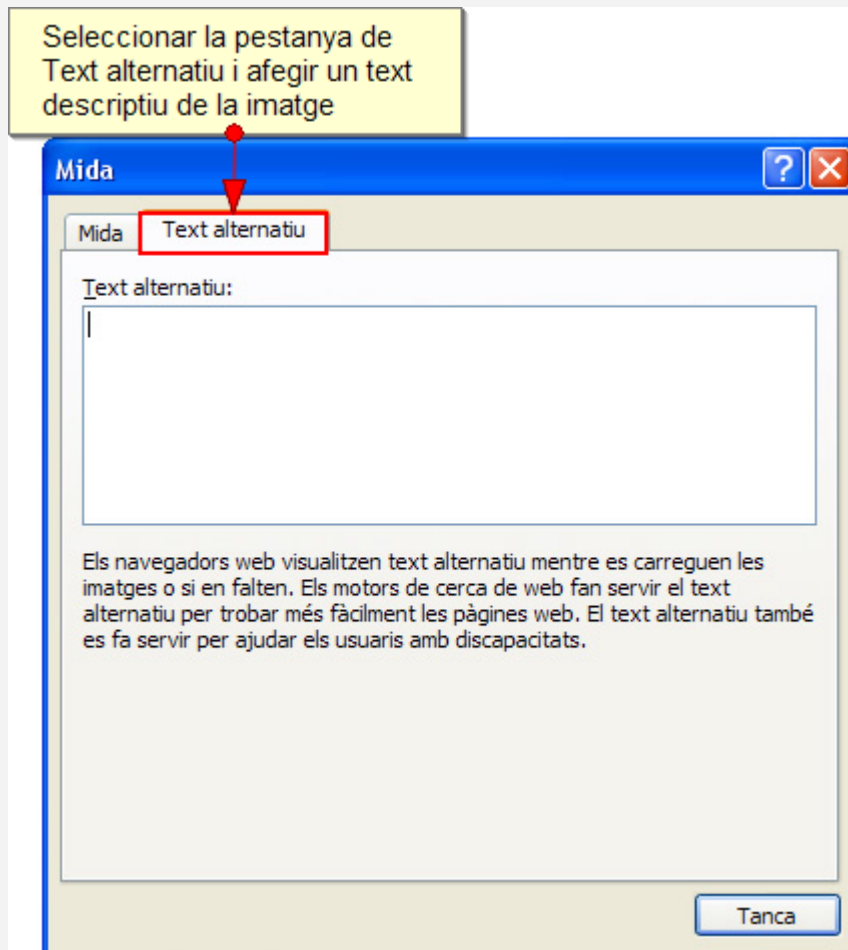 Seleccionar la pestanya de
Text alternatiu i afegir un text
descriptiu de la imatge
Mida
Mida
Text alternatiu
Text alternatiu:
Els navegadors web visualitzen text alternatiu mentre es carreguen les
imatges o si en falten. Els motors de cerca de web fan servir el text
alternatiu per trobar més fàcilment les pàgines web. El text alternatiu també
es fa servir per ajudar els usuaris amb discapacitats.
Tanca